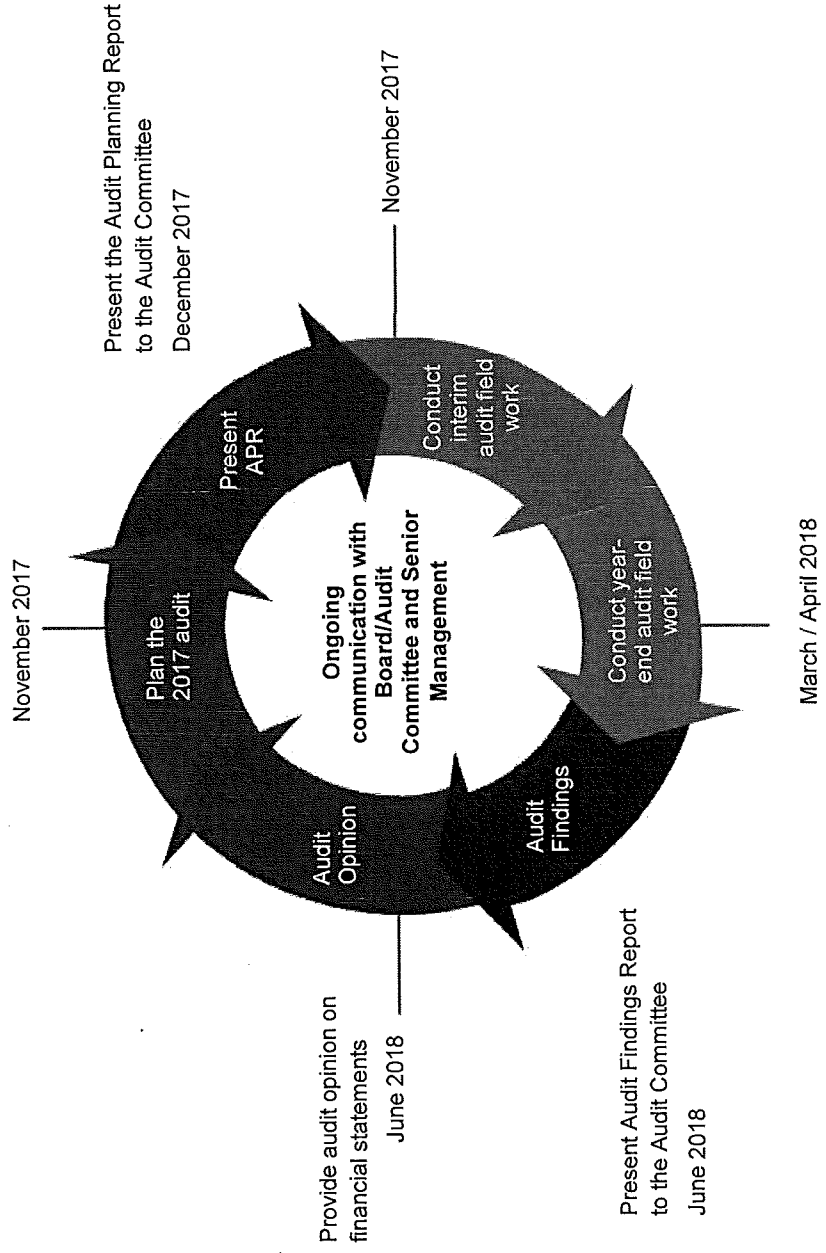 November 2017
Present the Audit Planning Report
to the Audit Committee
December 2017
Plan the
2017 audit
Present
APR
Audit
Opinion
Ongoing
communication with
Board/Audit
Committee and Senior
Management
Provide audit opinion on
financial statements
June 2018
November 2017
Conduct
interim
audit field
work
Audit
Findings
Conduct year-
end audit field
work
Present Audit Findings Report
to the Audit Committee
June 2018
March / April 2018